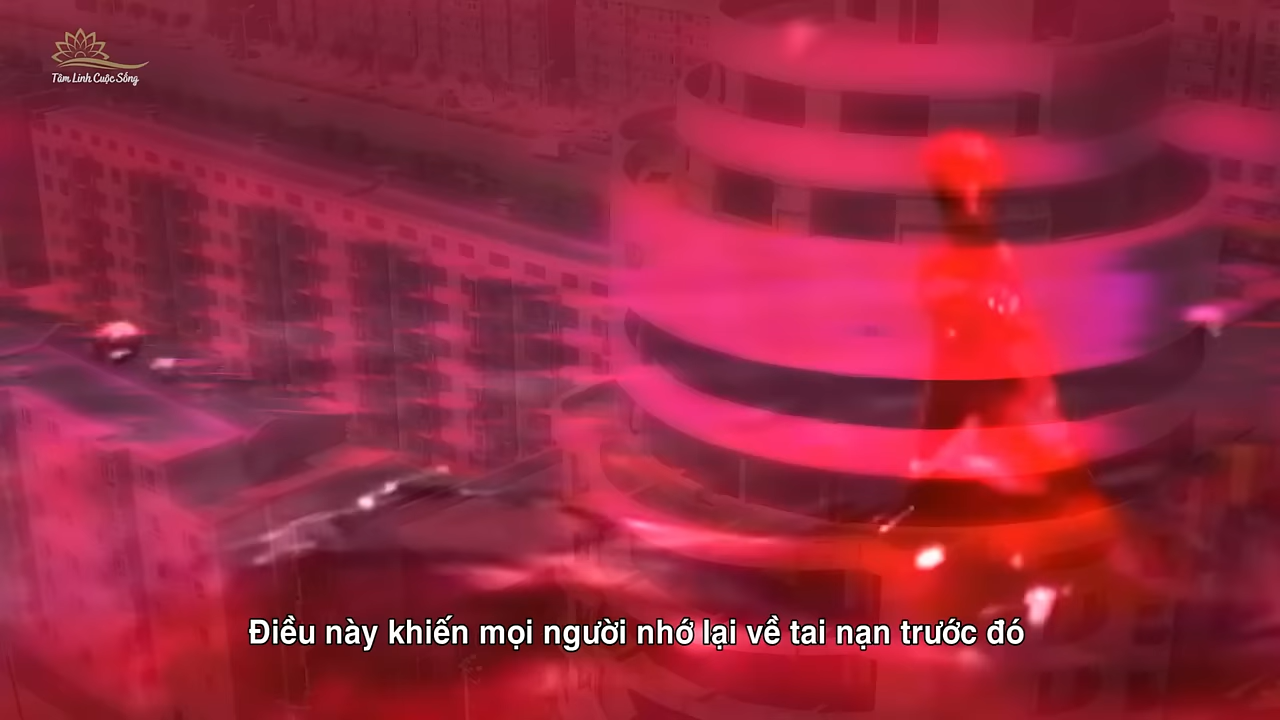 Tâm Linh Cuộc Sống
Điều này khiến mọi người nhớ lại về tai nạn trước đó